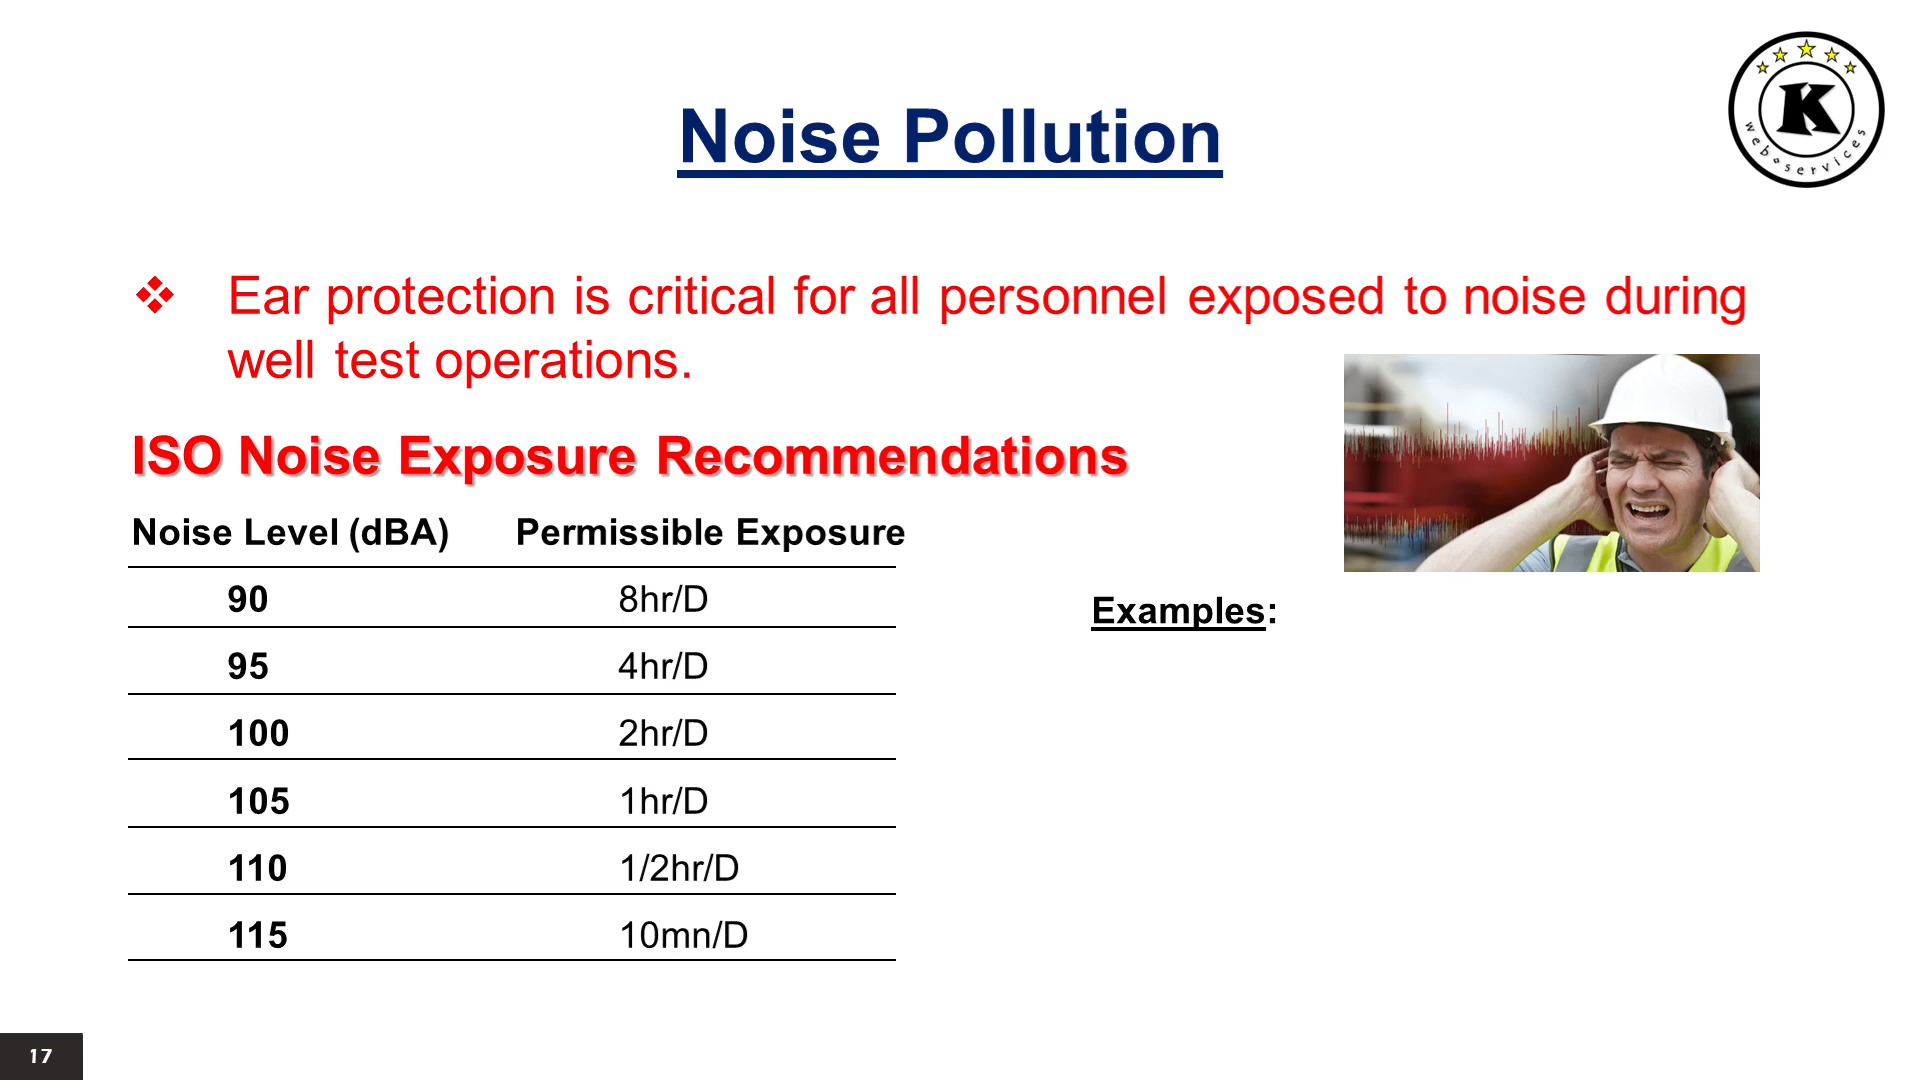 K
web services
Noise Pollution
❖ Ear protection is critical for all personnel exposed to noise during
well test operations.
ISO Noise Exposure Recommendations
Noise Level (dBA) Permissible Exposure
90 8hr/D
95 4hr/D
100 2hr/D
105 1hr/D
110 1/2hr/D
115 10mn/D
Examples:
17